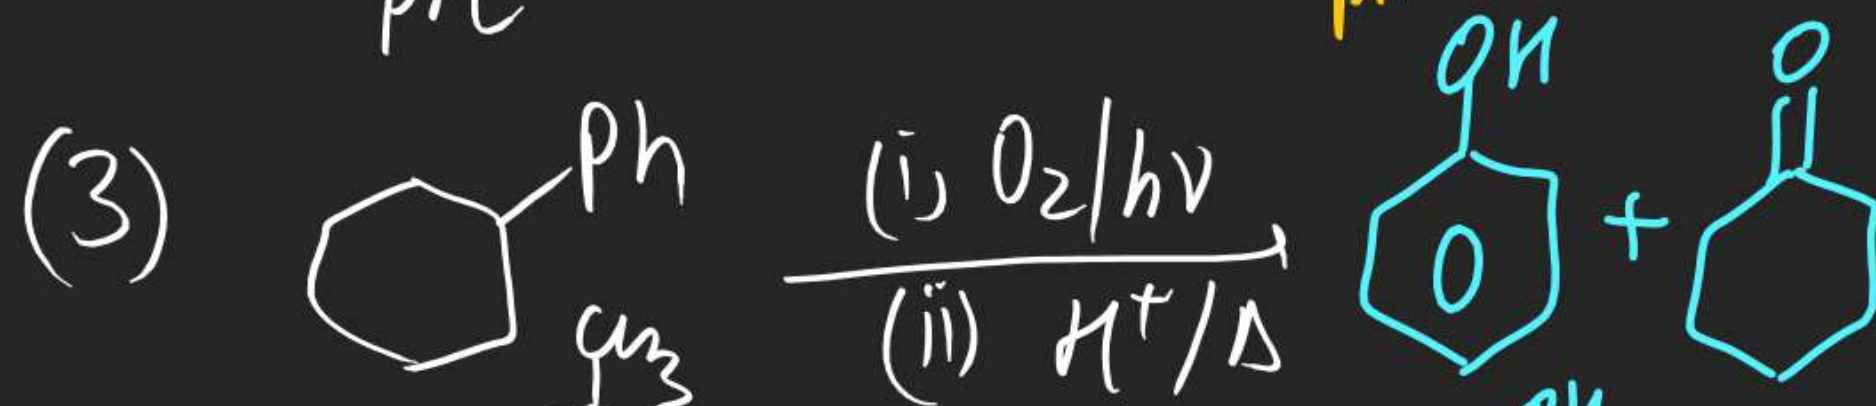 OH O
(3) Ph (i) O₂/hν +
(ii) H⁺/Δ
CH₃